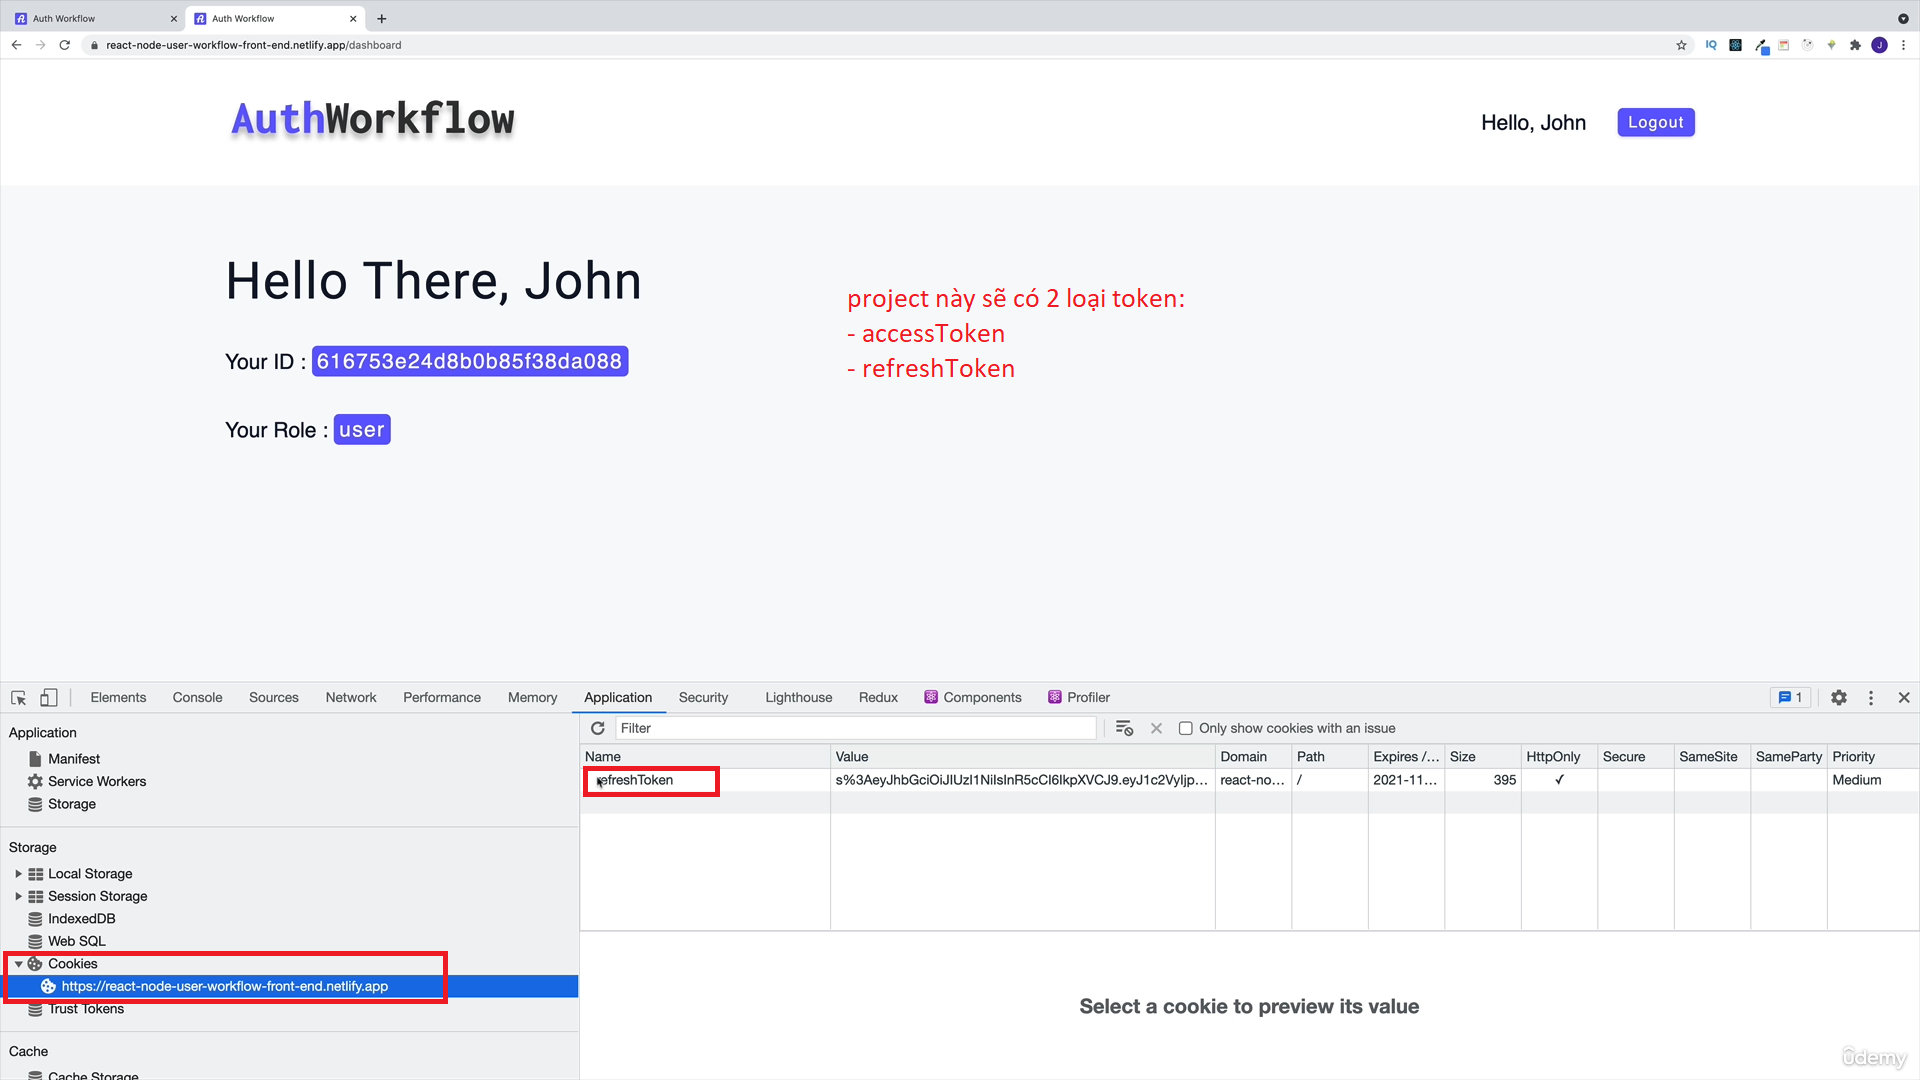 Auth Workflow
Auth Workflow
react-node-user-workflow-front-end.netlify.app/dashboard
IQ
J
AuthWorkflow
Hello, John
Logout
Hello There, John
Your ID : 616753e24d8b0b85f38da088
Your Role : user
project này sẽ có 2 loại token:
- accessToken
- refreshToken
Elements Console Sources Network Performance Memory Application Security Lighthouse Redux Components Profiler 1
Application
Manifest
Service Workers
Storage
Storage
Local Storage
Session Storage
IndexedDB
Web SQL
Cookies
https://react-node-user-workflow-front-end.netlify.app
Trust Tokens
Cache
Cache Storage
Filter
Only show cookies with an issue
Name Value Domain Path Expires /... Size HttpOnly Secure SameSite SameParty Priority
refreshToken s%3AeyJhbGciOiJIUzI1NiIsInR5cCI6IkpXVCJ9.eyJ1c2VyIjp... react-no... / 2021-11... 395 ✓ Medium
Select a cookie to preview its value
ûdemy